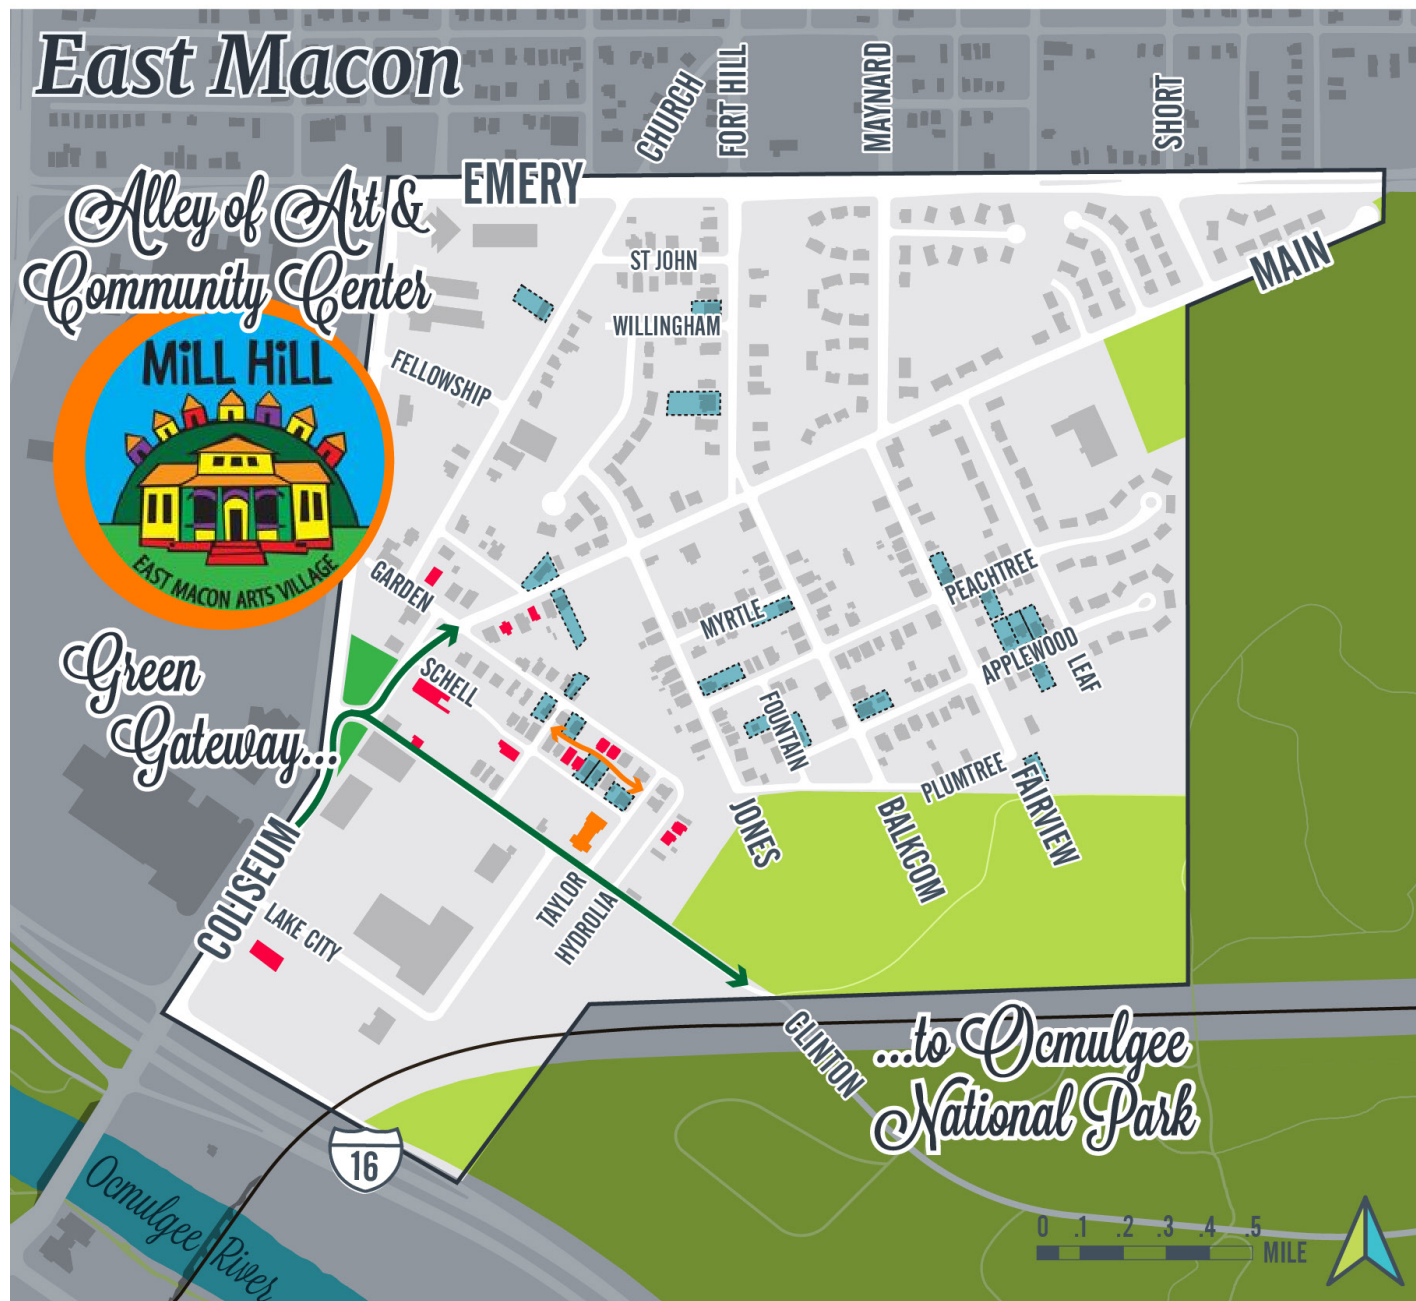 East Macon
CHURCH
FORT HILL
MAYNARD
SHORT
EMERY
Alley of Art &
Community Center
ST JOHN
MAIN
WILLINGHAM
MiLL HiLL
EAST MACON ARTS VILLAGE
FELLOWSHIP
GARDEN
PEACHTREE
MYRTLE
APPLEWOOD
LEAF
Green
Gateway...
SCHELL
FOUNTAIN
PLUMTREE
FAIRVIEW
JONES
BALKCOM
COLISEUM
LAKE CITY
TAYLOR
HYDROLIA
CLINTON
...to Ocmulgee
National Park
16
Ocmulgee River
0 .1 .2 .3 .4 .5
MILE